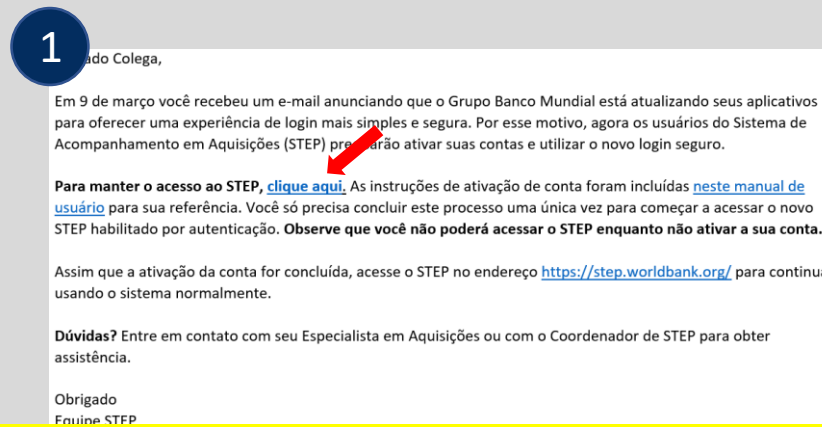 1
ado Colega,
Em 9 de março você recebeu um e-mail anunciando que o Grupo Banco Mundial está atualizando seus aplicativos
para oferecer uma experiência de login mais simples e segura. Por esse motivo, agora os usuários do Sistema de
Acompanhamento em Aquisições (STEP) precisarão ativar suas contas e utilizar o novo login seguro.
Para manter o acesso ao STEP, clique aqui. As instruções de ativação de conta foram incluídas neste manual de
usuário para sua referência. Você só precisa concluir este processo uma única vez para começar a acessar o novo
STEP habilitado por autenticação. Observe que você não poderá acessar o STEP enquanto não ativar a sua conta.
Assim que a ativação da conta for concluída, acesse o STEP no endereço https://step.worldbank.org/ para continua
usando o sistema normalmente.
Dúvidas? Entre em contato com seu Especialista em Aquisições ou com o Coordenador de STEP para obter
assistência.
Obrigado
Equipe STEP